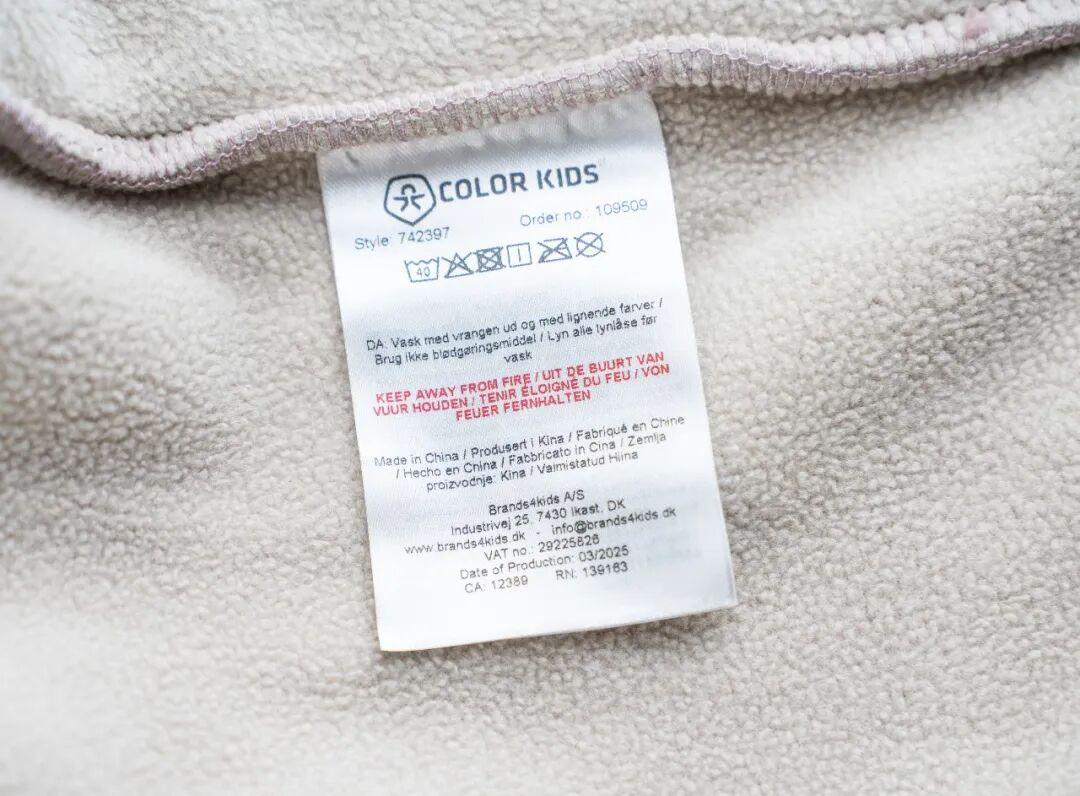 COLOR KIDS
Style: 742397 Order no.: 109509
40
DA: Vask med vrangen ud og med lignende farver /
Brug ikke blødgøringsmiddel / Lyn alle lynlåse før
vask
KEEP AWAY FROM FIRE / UIT DE BUURT VAN
VUUR HOUDEN / TENIR ÉLOIGNÉ DU FEU / VON
FEUER FERNHALTEN
Made in China / Produsert i Kina / Fabriqué en Chine
/ Hecho en China / Fabbricato in Cina / Zemlja
proizvodnje: Kina / Valmistatud Hiina
Brands4kids A/S
Industrivej 25, 7430 Ikast, DK
www.brands4kids.dk - info@brands4kids.dk
VAT no.: 29225826
Date of Production: 03/2025
CA: 12389 RN: 139163